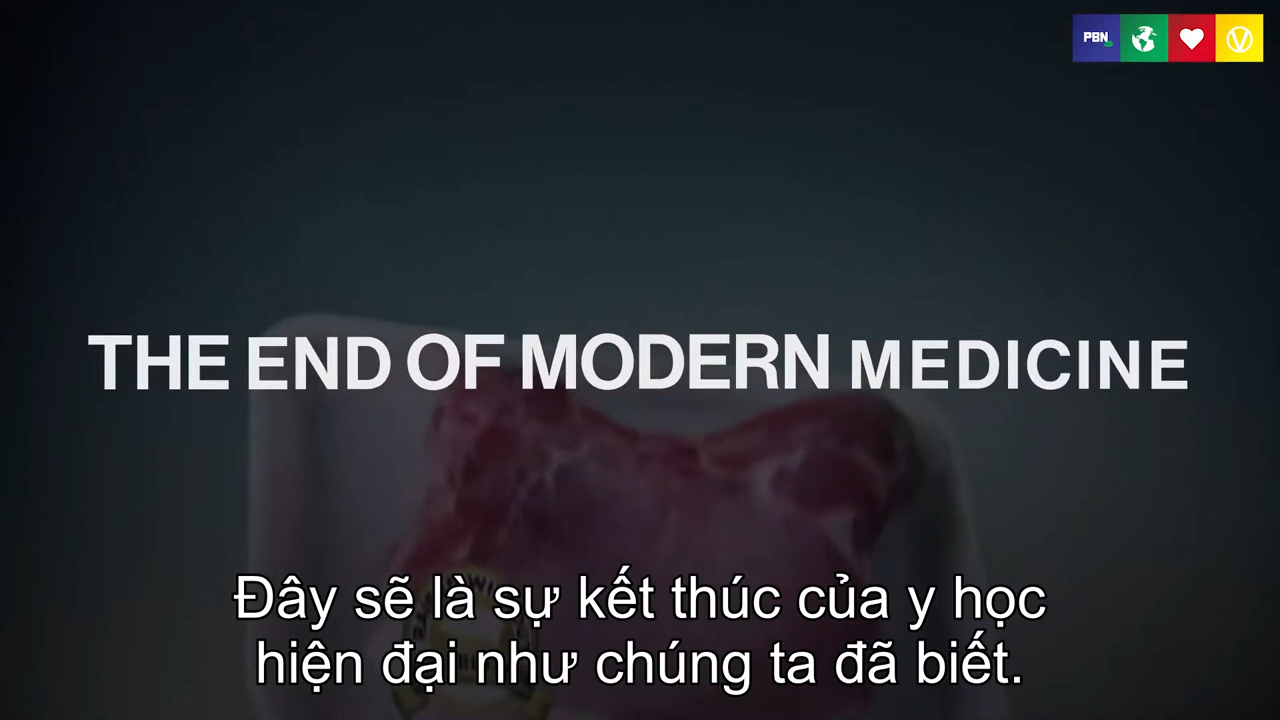 PBN
THE END OF MODERN MEDICINE
Đây sẽ là sự kết thúc của y học
hiện đại như chúng ta đã biết.